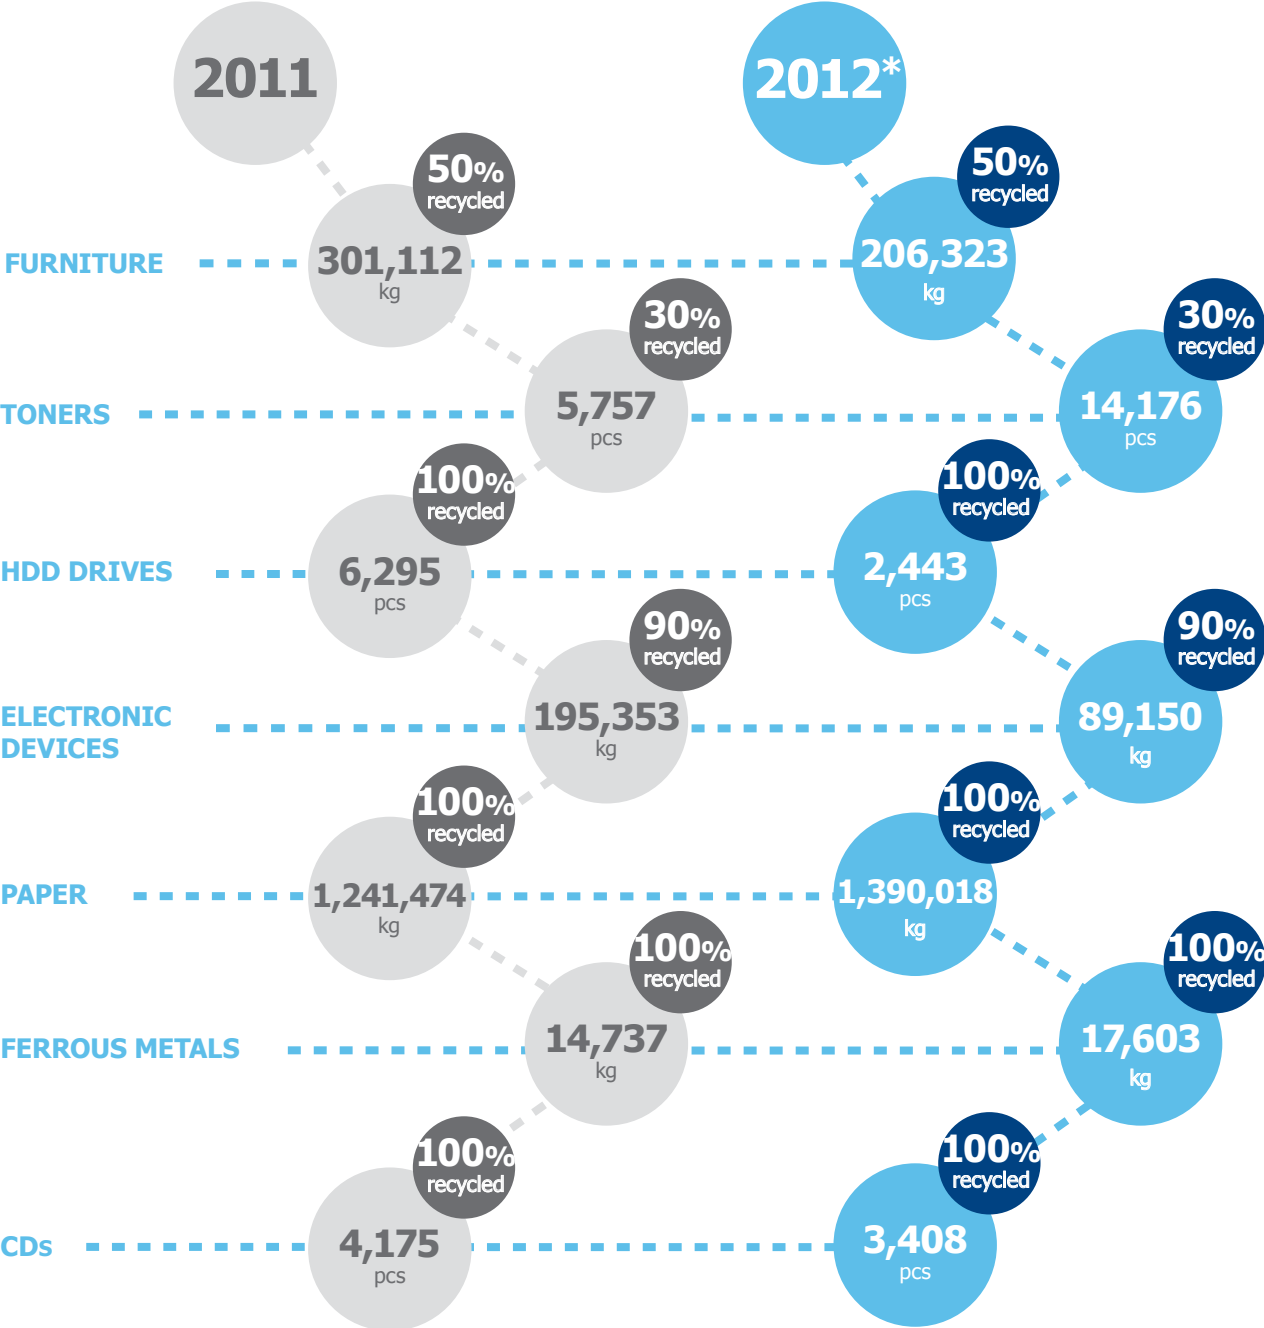 2011
2012*
50%
recycled
50%
recycled
FURNITURE
301,112
kg
206,323
kg
30%
recycled
30%
recycled
TONERS
5,757
pcs
14,176
pcs
100%
recycled
100%
recycled
HDD DRIVES
6,295
pcs
2,443
pcs
90%
recycled
90%
recycled
ELECTRONIC
DEVICES
195,353
kg
89,150
kg
100%
recycled
100%
recycled
PAPER
1,241,474
kg
1,390,018
kg
100%
recycled
100%
recycled
FERROUS METALS
14,737
kg
17,603
kg
100%
recycled
100%
recycled
CDs
4,175
pcs
3,408
pcs